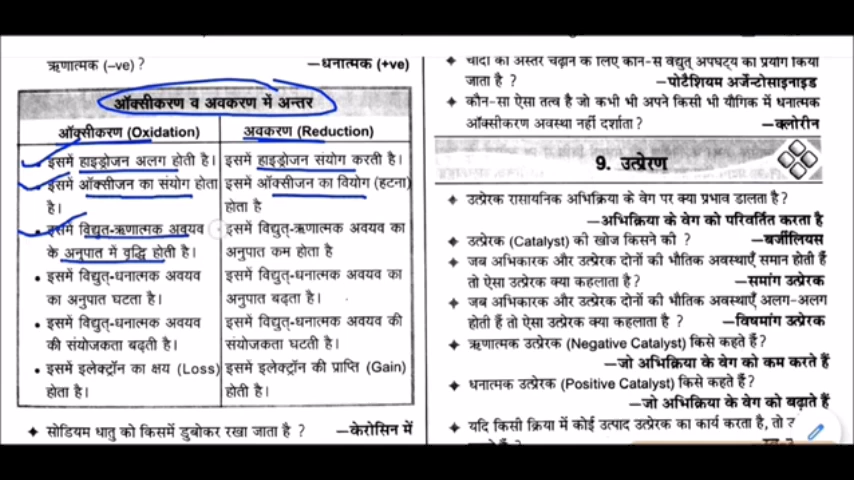 ऋणात्मक (–ve) ? —धनात्मक (+ve)
ऑक्सीकरण व अवकरण में अन्तर
ऑक्सीकरण (Oxidation) अवकरण (Reduction)
इसमें हाइड्रोजन अलग होती है। इसमें हाइड्रोजन संयोग करती है।
इसमें ऑक्सीजन का संयोग होता इसमें ऑक्सीजन का वियोग (हटना)
है। होता है
इसमें विद्युत-ऋणात्मक अवयव इसमें विद्युत्-ऋणात्मक अवयव का
के अनुपात में वृद्धि होती है। अनुपात कम होता है
• इसमें विद्युत्-धनात्मक अवयव इसमें विद्युत्-धनात्मक अवयव का
का अनुपात घटता है। अनुपात बढ़ता है।
• इसमें विद्युत्-धनात्मक अवयव इसमें विद्युत्-धनात्मक अवयव की
की संयोजकता बढ़ती है। संयोजकता घटती है।
• इसमें इलेक्ट्रॉन का क्षय (Loss) इसमें इलेक्ट्रॉन की प्राप्ति (Gain)
होता है। होती है।
✦ सोडियम धातु को किसमें डुबोकर रखा जाता है ? —केरोसिन में
✦ चांदी का अस्तर चढ़ाने के लिए कौन-से वैद्युत् अपघट्य का प्रयोग किया
जाता है ? —पोटैशियम अर्जेन्टोसाइनाइड
✦ कौन-सा ऐसा तत्व है जो कभी भी अपने किसी भी यौगिक में धनात्मक
ऑक्सीकरण अवस्था नहीं दर्शाता ? —क्लोरीन
9. उत्प्रेरण
✦ उत्प्रेरक रासायनिक अभिक्रिया के वेग पर क्या प्रभाव डालता है ?
—अभिक्रिया के वेग को परिवर्तित करता है
✦ उत्प्रेरक (Catalyst) की खोज किसने की ? —बर्जीलियस
✦ जब अभिकारक और उत्प्रेरक दोनों की भौतिक अवस्थाएँ समान होती हैं
तो ऐसा उत्प्रेरक क्या कहलाता है ? —समांग उत्प्रेरक
✦ जब अभिकारक और उत्प्रेरक दोनों की भौतिक अवस्थाएँ अलग-अलग
होती हैं तो ऐसा उत्प्रेरक क्या कहलाता है ? —विषमांग उत्प्रेरक
✦ ऋणात्मक उत्प्रेरक (Negative Catalyst) किसे कहते हैं?
—जो अभिक्रिया के वेग को कम करते हैं
✦ धनात्मक उत्प्रेरक (Positive Catalyst) किसे कहते हैं?
—जो अभिक्रिया के वेग को बढ़ाते हैं
✦ यदि किसी क्रिया में कोई उत्पाद उत्प्रेरक का कार्य करता है, तो